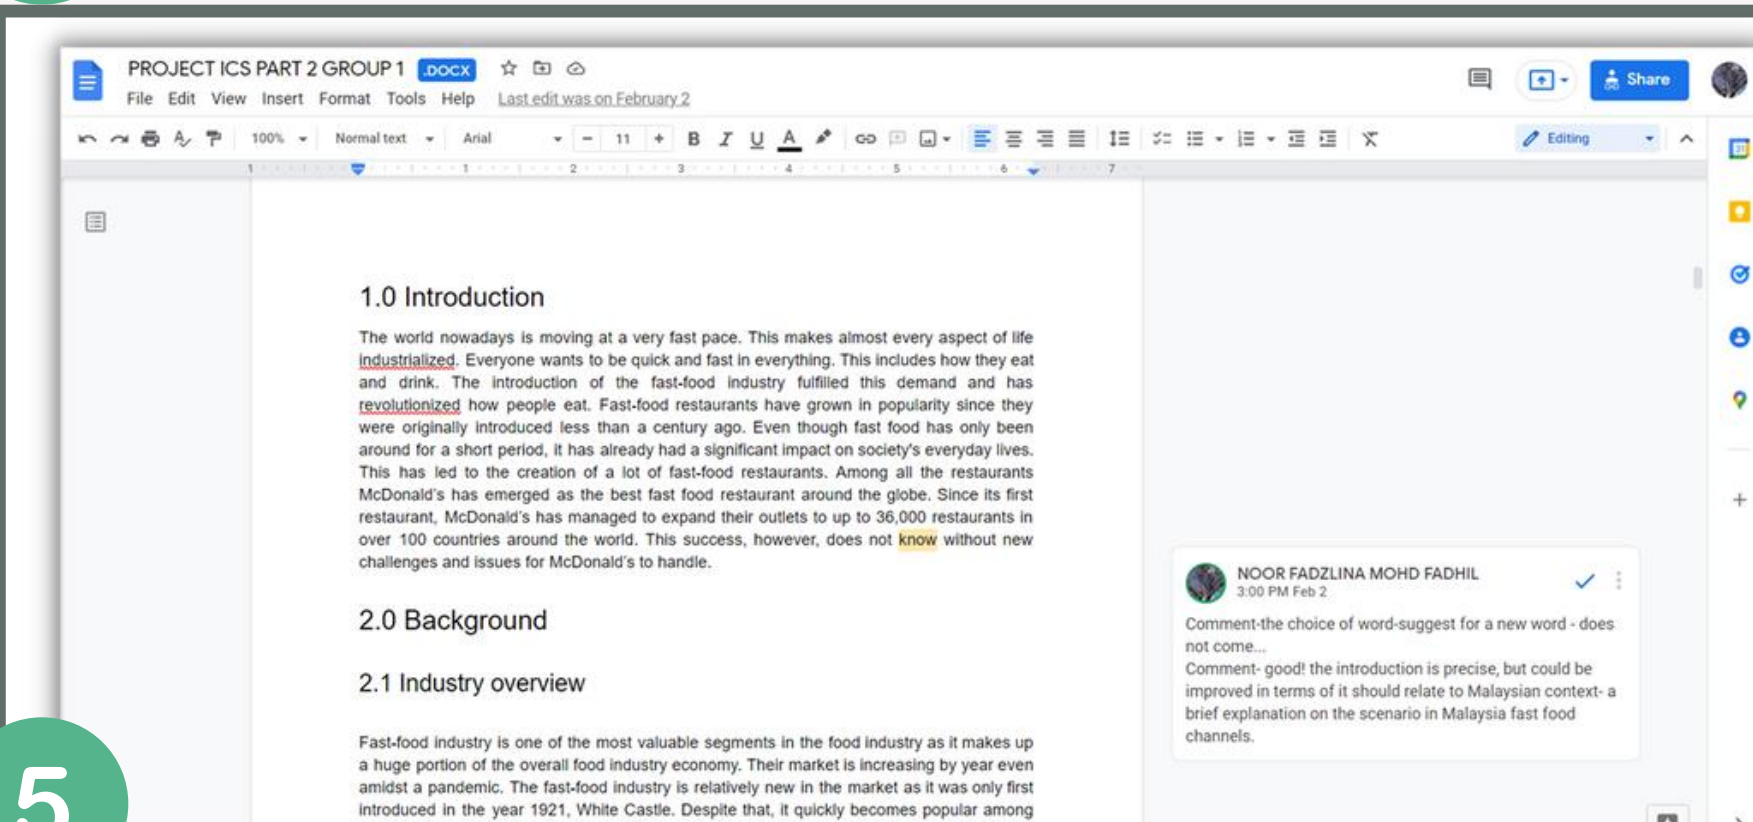 PROJECT ICS PART 2 GROUP 1 .DOCX
File Edit View Insert Format Tools Help Last edit was on February 2
Share
100% Normal text Arial - 11 + B I U A Editing
1 1 2 3 4 5 6 7
1.0 Introduction
The world nowadays is moving at a very fast pace. This makes almost every aspect of life
industrialized. Everyone wants to be quick and fast in everything. This includes how they eat
and drink. The introduction of the fast-food industry fulfilled this demand and has
revolutionized how people eat. Fast-food restaurants have grown in popularity since they
were originally introduced less than a century ago. Even though fast food has only been
around for a short period, it has already had a significant impact on society's everyday lives.
This has led to the creation of a lot of fast-food restaurants. Among all the restaurants
McDonald's has emerged as the best fast food restaurant around the globe. Since its first
restaurant, McDonald's has managed to expand their outlets to up to 36,000 restaurants in
over 100 countries around the world. This success, however, does not know without new
challenges and issues for McDonald's to handle.
2.0 Background
2.1 Industry overview
Fast-food industry is one of the most valuable segments in the food industry as it makes up
a huge portion of the overall food industry economy. Their market is increasing by year even
amidst a pandemic. The fast-food industry is relatively new in the market as it was only first
introduced in the year 1921, White Castle. Despite that, it quickly becomes popular among
NOOR FADZLINA MOHD FADHIL
3:00 PM Feb 2
Comment-the choice of word-suggest for a new word - does
not come...
Comment- good! the introduction is precise, but could be
improved in terms of it should relate to Malaysian context- a
brief explanation on the scenario in Malaysia fast food
channels.
5